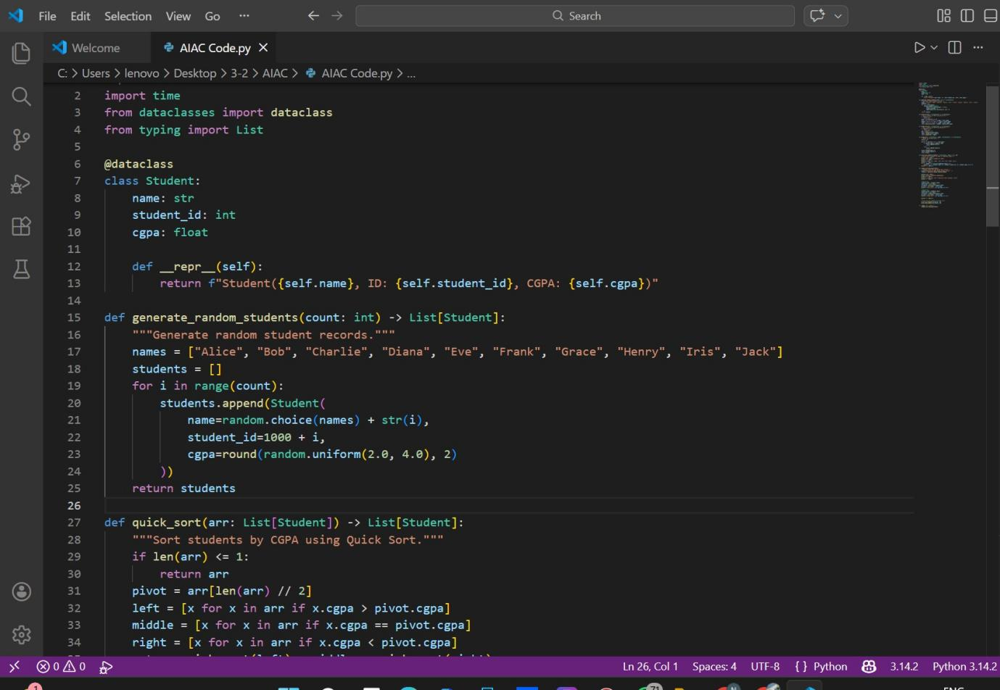 File Edit Selection View Go ··· Search
Welcome AIAC Code.py
C: > Users > lenovo > Desktop > 3-2 > AIAC > AIAC Code.py > ...
2 import time
3 from dataclasses import dataclass
4 from typing import List
5
6 @dataclass
7 class Student:
8 name: str
9 student_id: int
10 cgpa: float
11
12 def __repr__(self):
13 return f"Student({self.name}, ID: {self.student_id}, CGPA: {self.cgpa})"
14
15 def generate_random_students(count: int) -> List[Student]:
16 """Generate random student records."""
17 names = ["Alice", "Bob", "Charlie", "Diana", "Eve", "Frank", "Grace", "Henry", "Iris", "Jack"]
18 students = []
19 for i in range(count):
20 students.append(Student(
21 name=random.choice(names) + str(i),
22 student_id=1000 + i,
23 cgpa=round(random.uniform(2.0, 4.0), 2)
24 ))
25 return students
26
27 def quick_sort(arr: List[Student]) -> List[Student]:
28 """Sort students by CGPA using Quick Sort."""
29 if len(arr) <= 1:
30 return arr
31 pivot = arr[len(arr) // 2]
32 left = [x for x in arr if x.cgpa > pivot.cgpa]
33 middle = [x for x in arr if x.cgpa == pivot.cgpa]
34 right = [x for x in arr if x.cgpa < pivot.cgpa]
0 0 Ln 26, Col 1 Spaces: 4 UTF-8 { } Python 3.14.2 Python 3.14.2
1 71 ENG